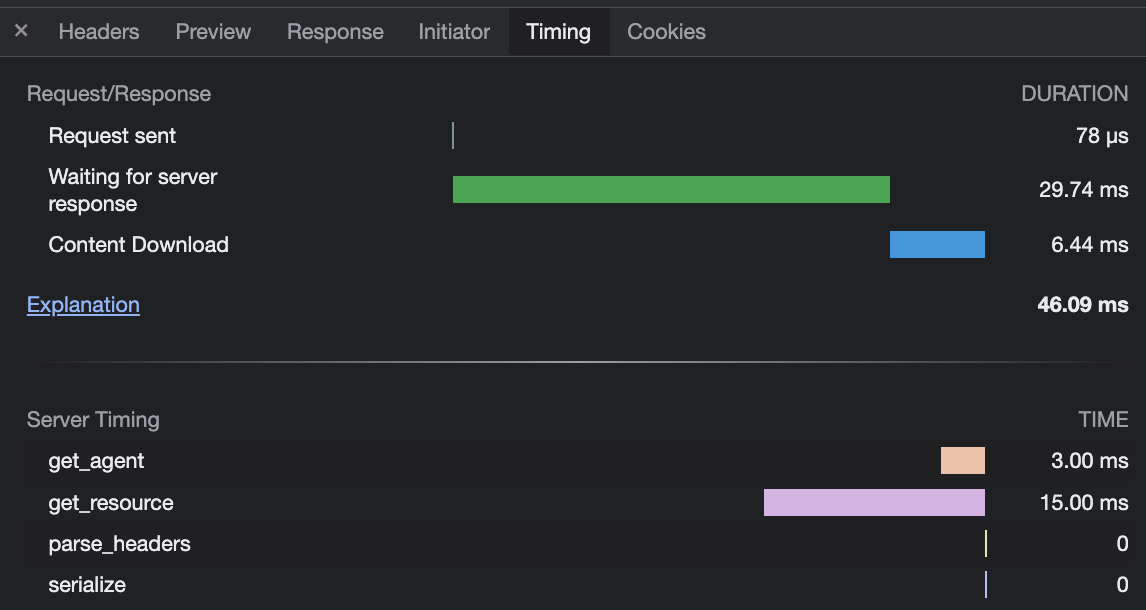 × Headers Preview Response Initiator Timing Cookies
Request/Response DURATION
Request sent 78 µs
Waiting for server
response 29.74 ms
Content Download 6.44 ms
Explanation 46.09 ms
Server Timing TIME
get_agent 3.00 ms
get_resource 15.00 ms
parse_headers 0
serialize 0